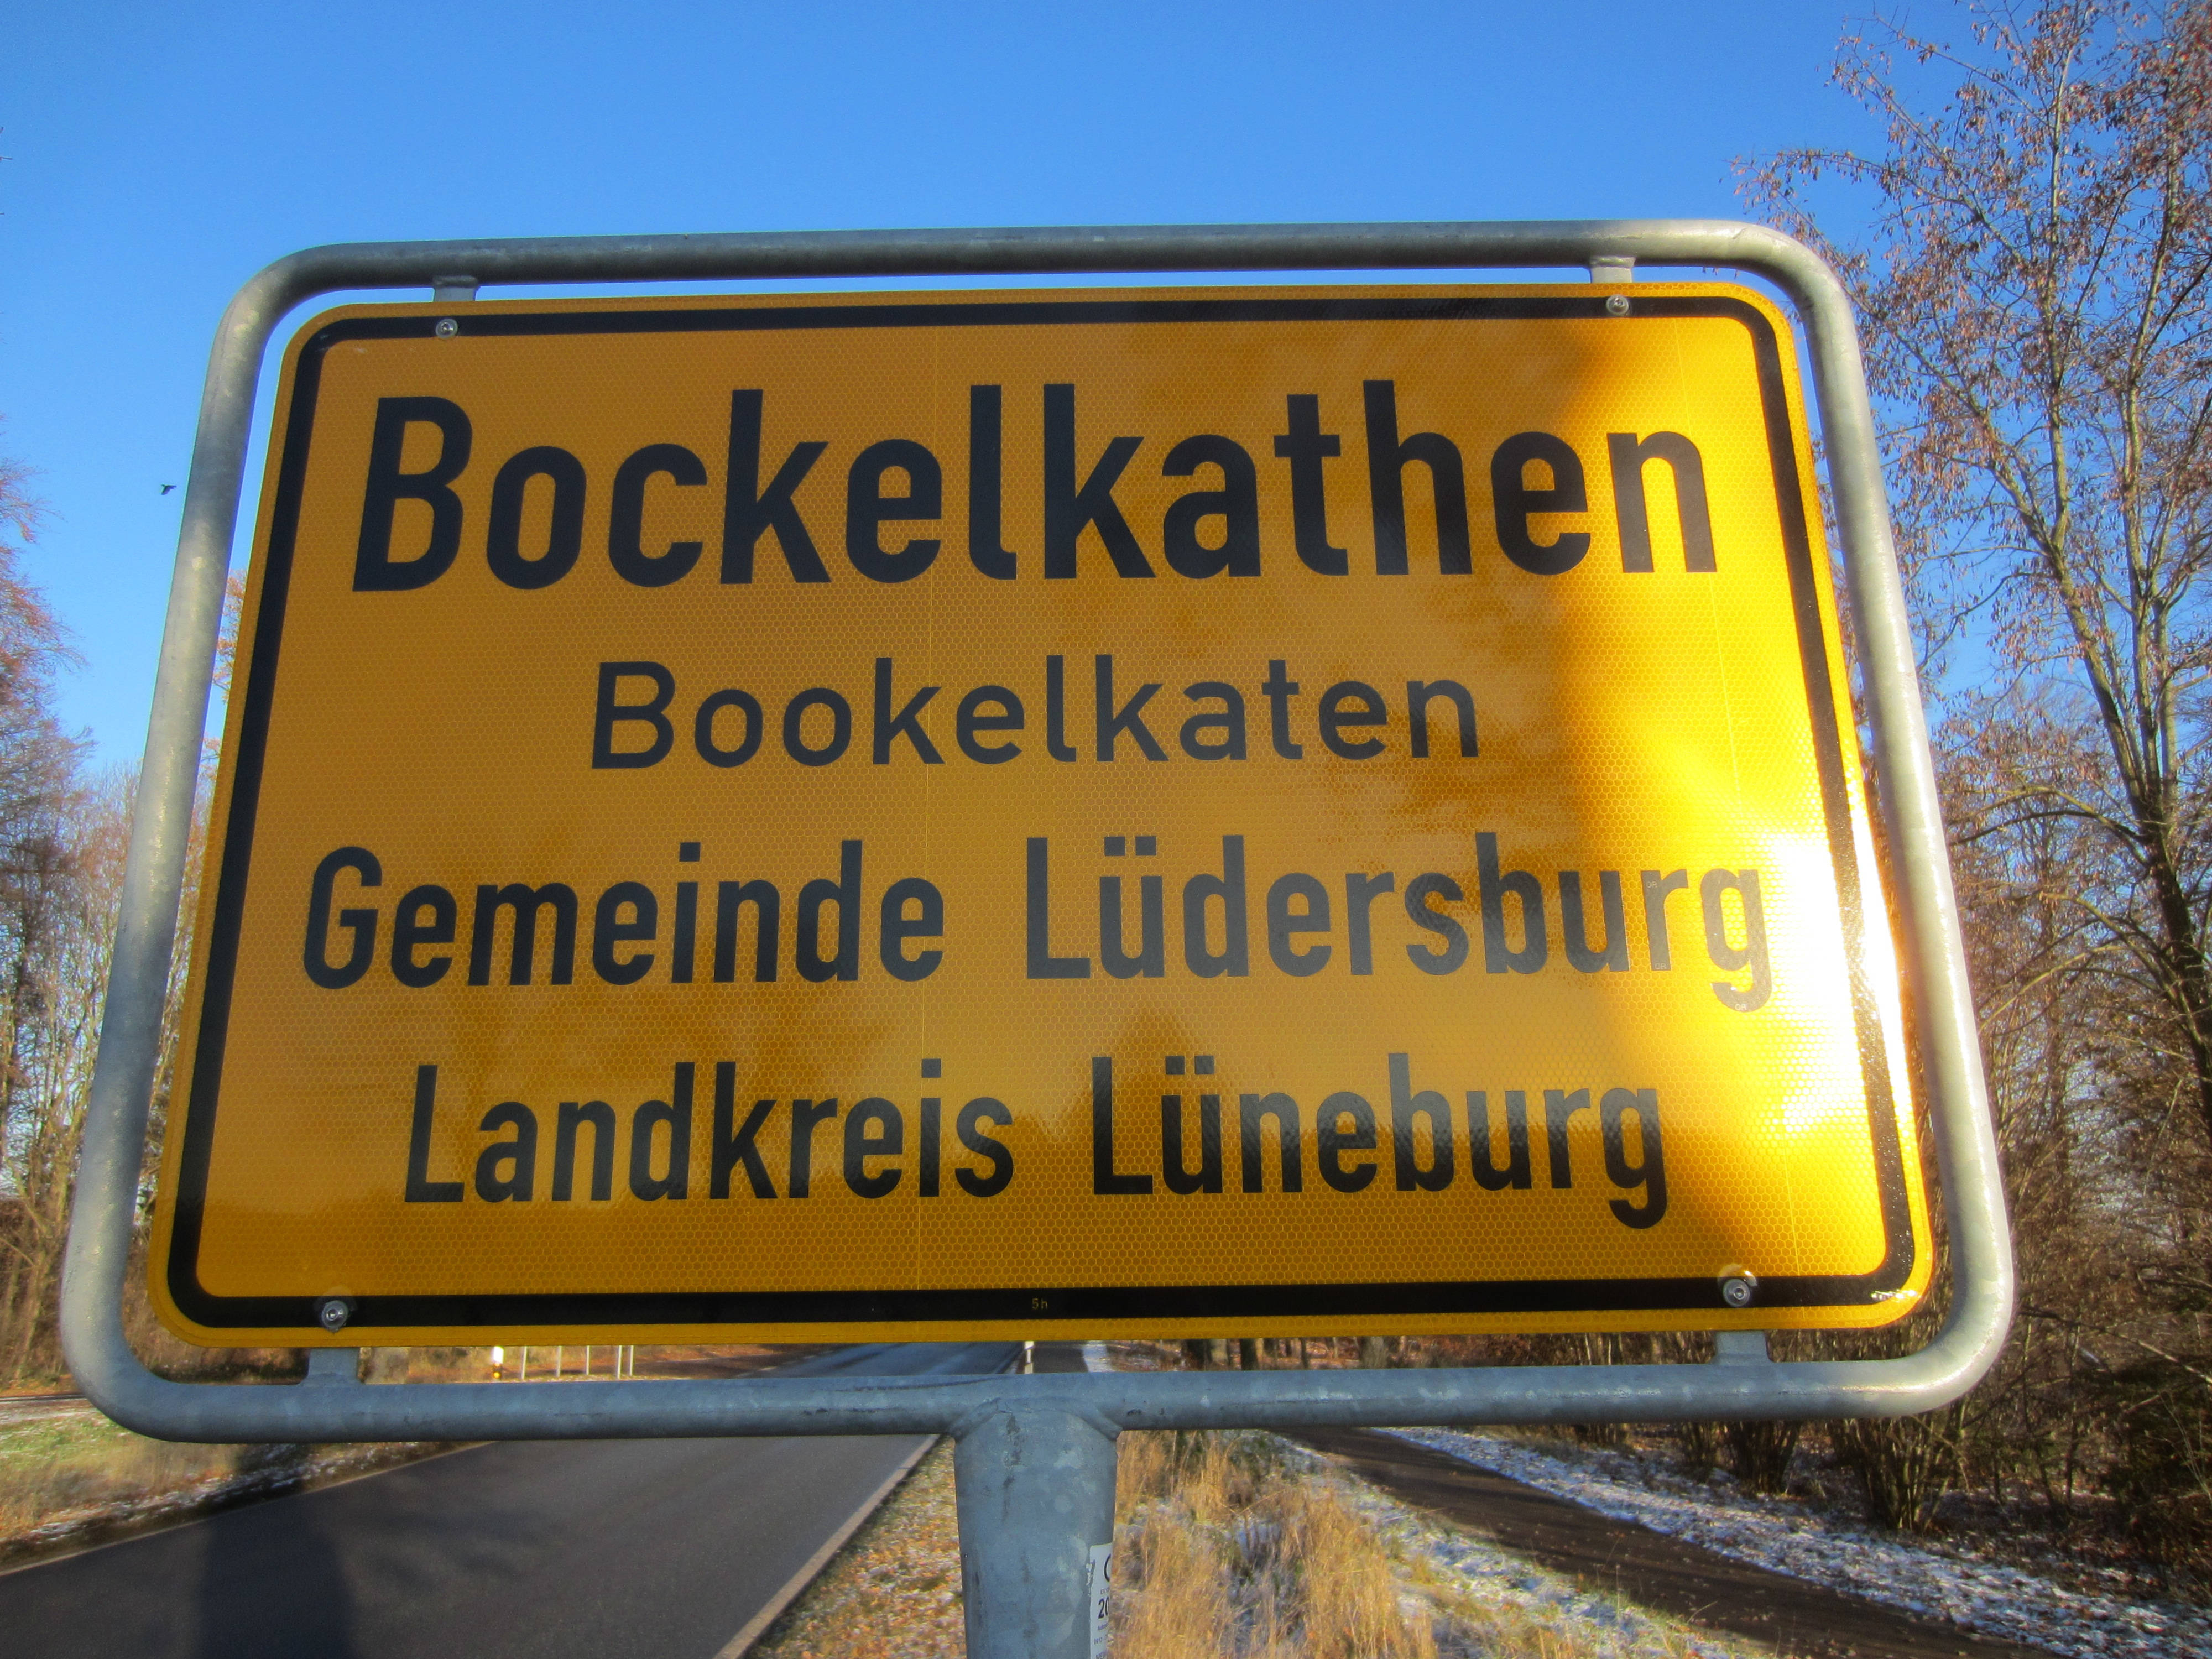 Bockelkathen
Bookelkaten
Gemeinde Lüdersburg
Landkreis Lüneburg